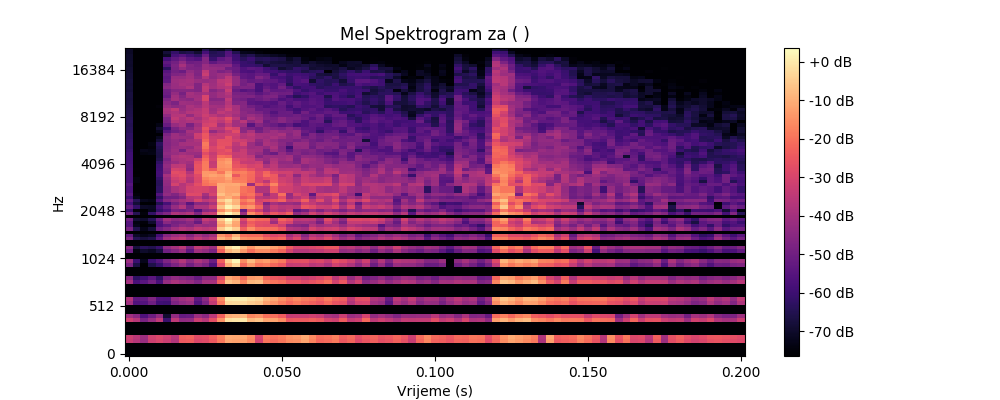 Mel Spektrogram za ( )
Hz
16384
8192
4096
2048
1024
512
0
0.000 0.050 0.100 0.150 0.200
Vrijeme (s)
+0 dB
-10 dB
-20 dB
-30 dB
-40 dB
-50 dB
-60 dB
-70 dB